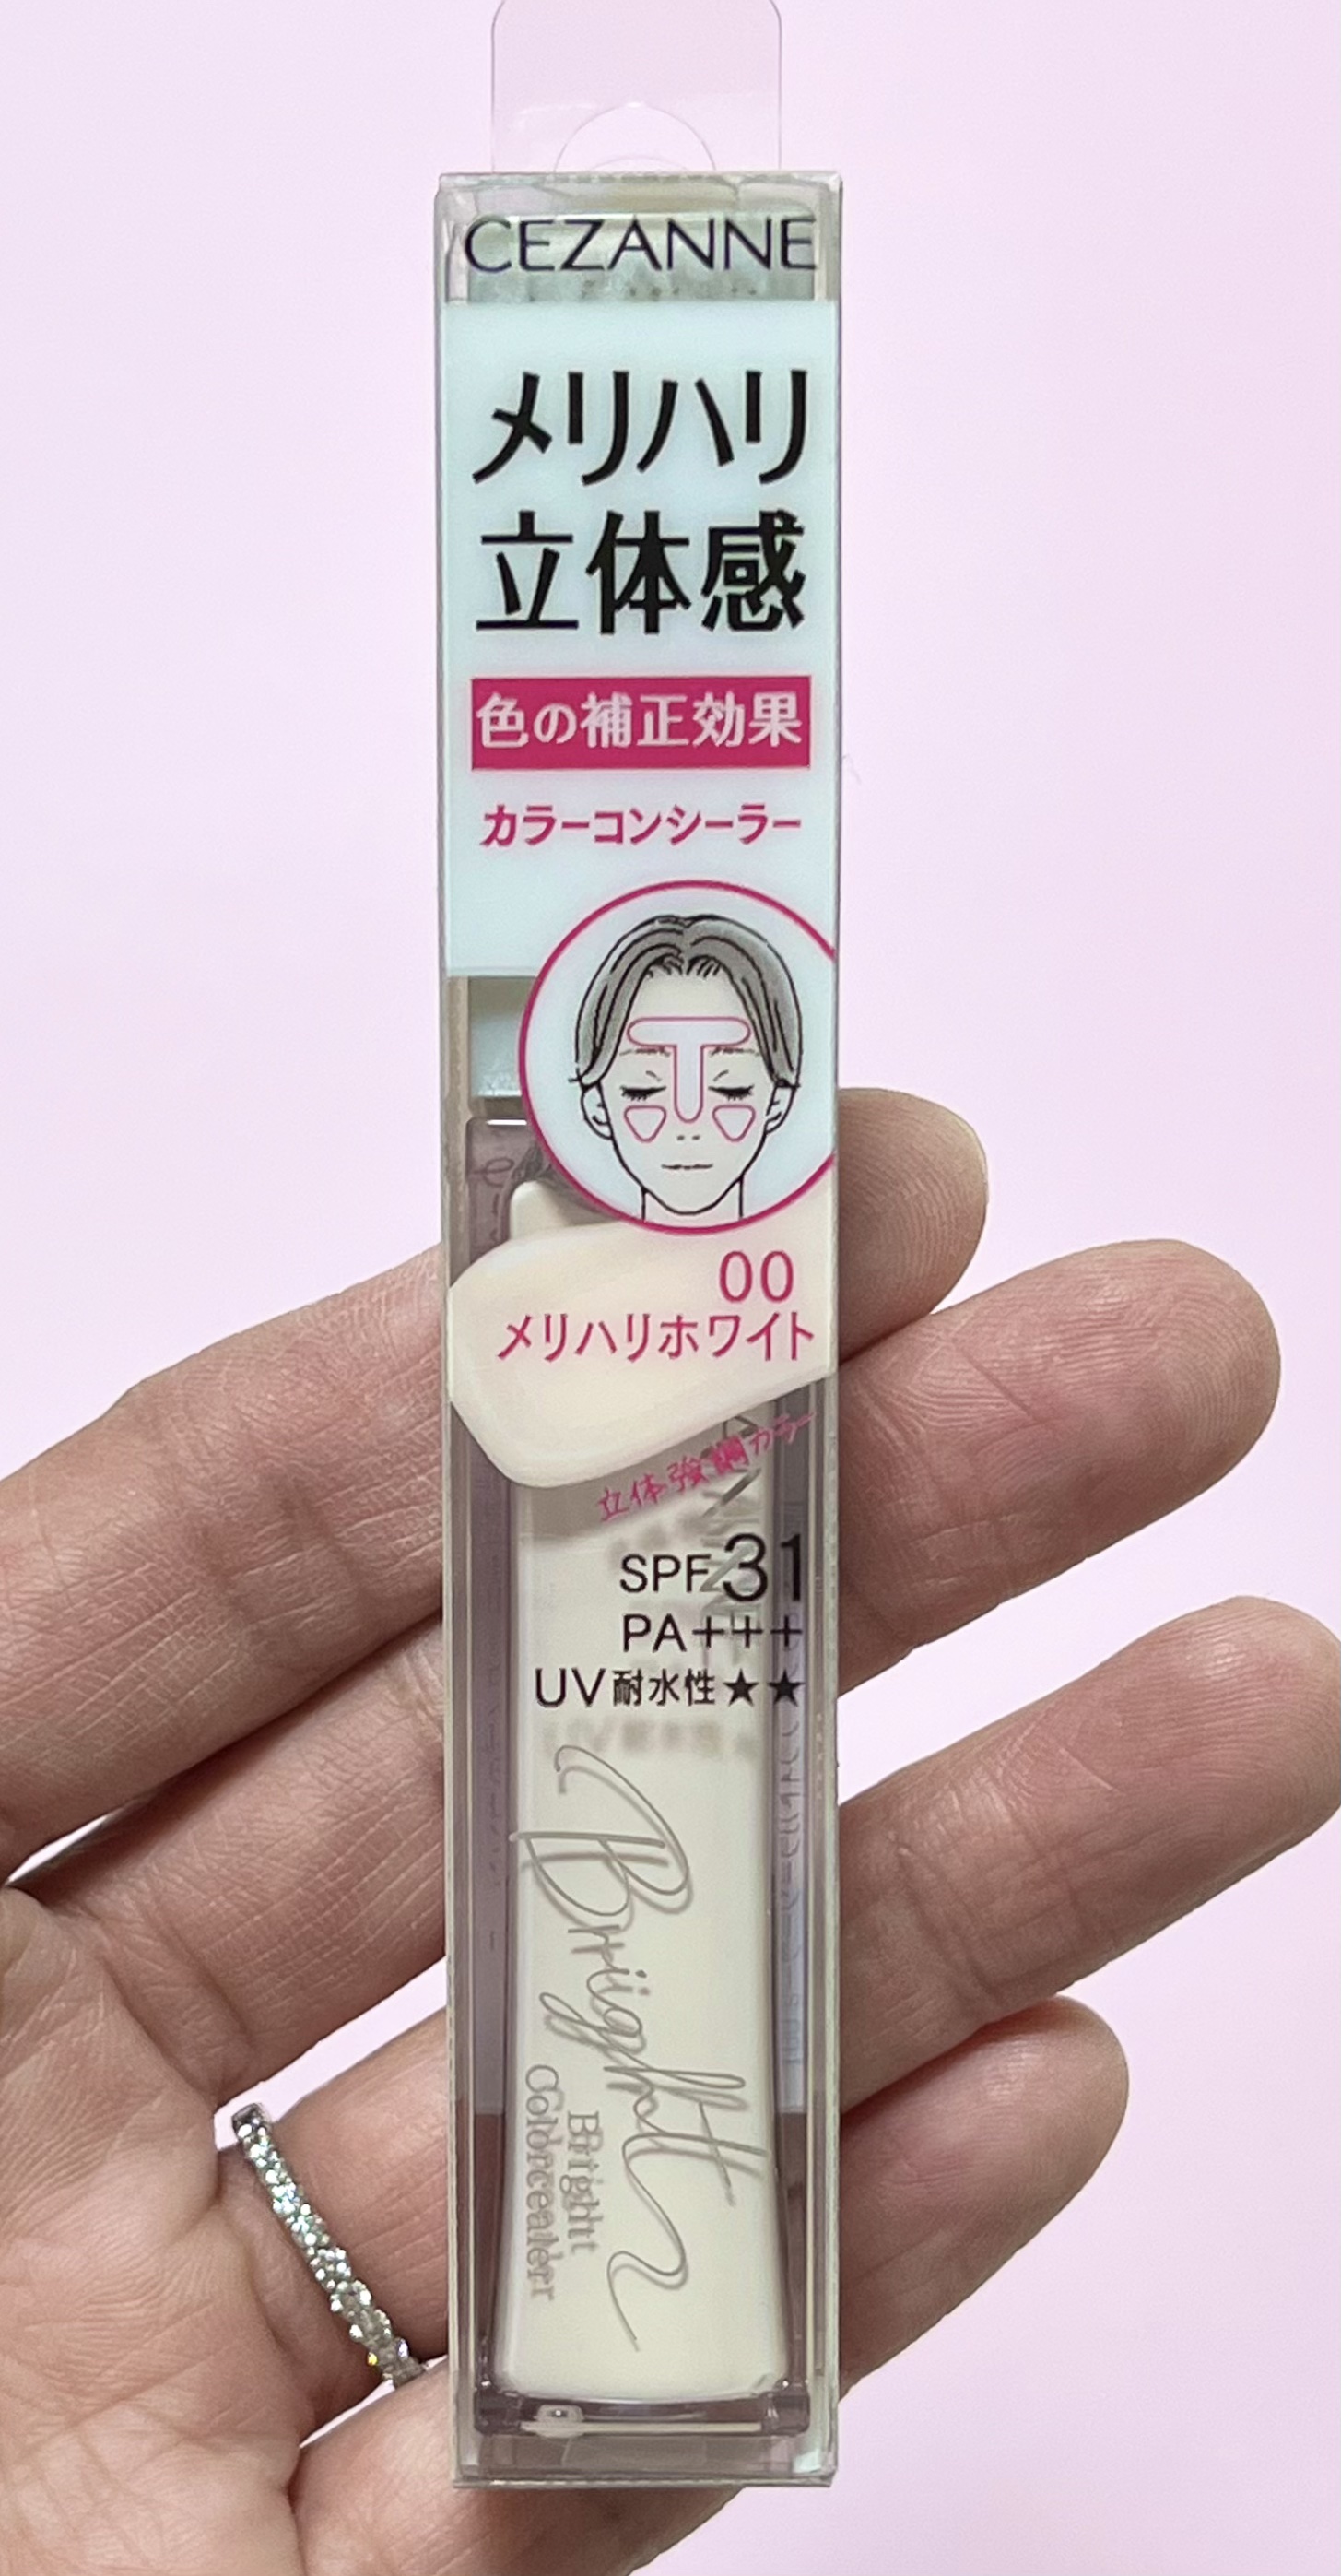 CEZANNE
メリハリ
立体感
色の補正効果
カラーコンシーラー
00
メリハリホワイト
立体強調カラー
SPF31
PA+++
UV耐水性★★
Bright
Bright
Colorcealer